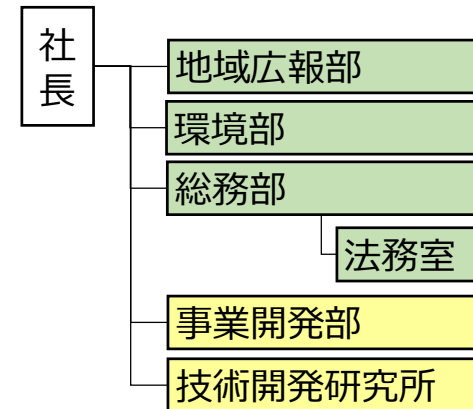 社
長
地域広報部
環境部
総務部
法務室
事業開発部
技術開発研究所